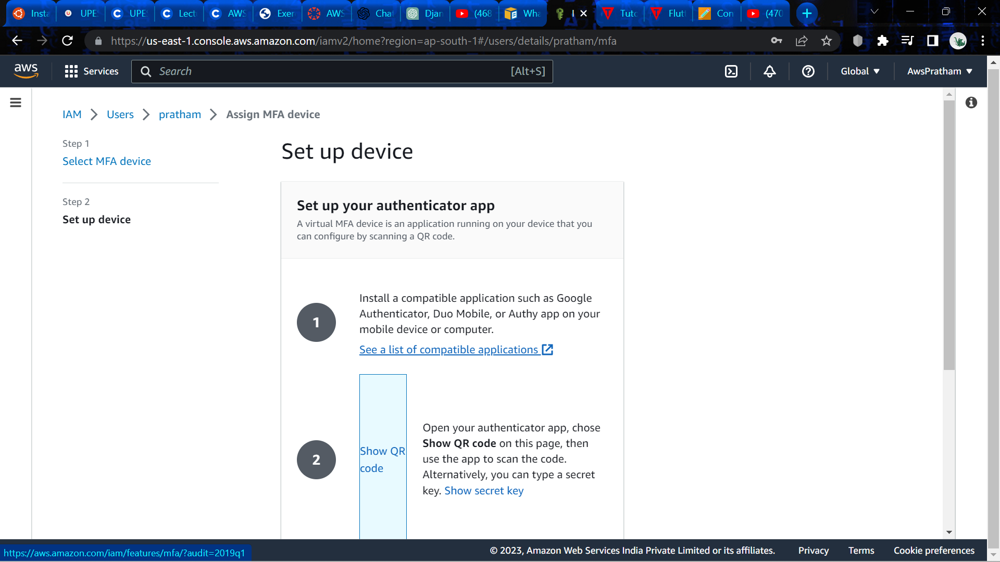 Insta
UPES
UPES
Lect
AWS
Exer
AWS
Chat
Djan
(468
Wha
I
Tuto
Flutt
Con
(470
https://us-east-1.console.aws.amazon.com/iamv2/home?region=ap-south-1#/users/details/pratham/mfa
aws
Services
Search
[Alt+S]
Global
AwsPratham
IAM
Users
pratham
Assign MFA device
Step 1
Select MFA device
Step 2
Set up device
Set up device
Set up your authenticator app
A virtual MFA device is an application running on your device that you
can configure by scanning a QR code.
1
Install a compatible application such as Google
Authenticator, Duo Mobile, or Authy app on your
mobile device or computer.
See a list of compatible applications
2
Show QR
code
Open your authenticator app, chose
Show QR code on this page, then
use the app to scan the code.
Alternatively, you can type a secret
key. Show secret key
https://aws.amazon.com/iam/features/mfa/?audit=2019q1
© 2023, Amazon Web Services India Private Limited or its affiliates.
Privacy
Terms
Cookie preferences